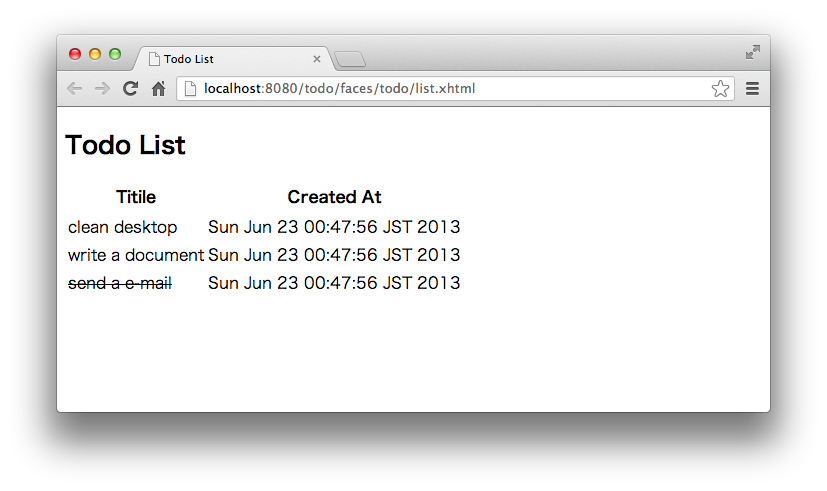 Todo List
localhost:8080/todo/faces/todo/list.xhtml
Todo List
Titile Created At
clean desktop Sun Jun 23 00:47:56 JST 2013
write a document Sun Jun 23 00:47:56 JST 2013
send a e-mail Sun Jun 23 00:47:56 JST 2013